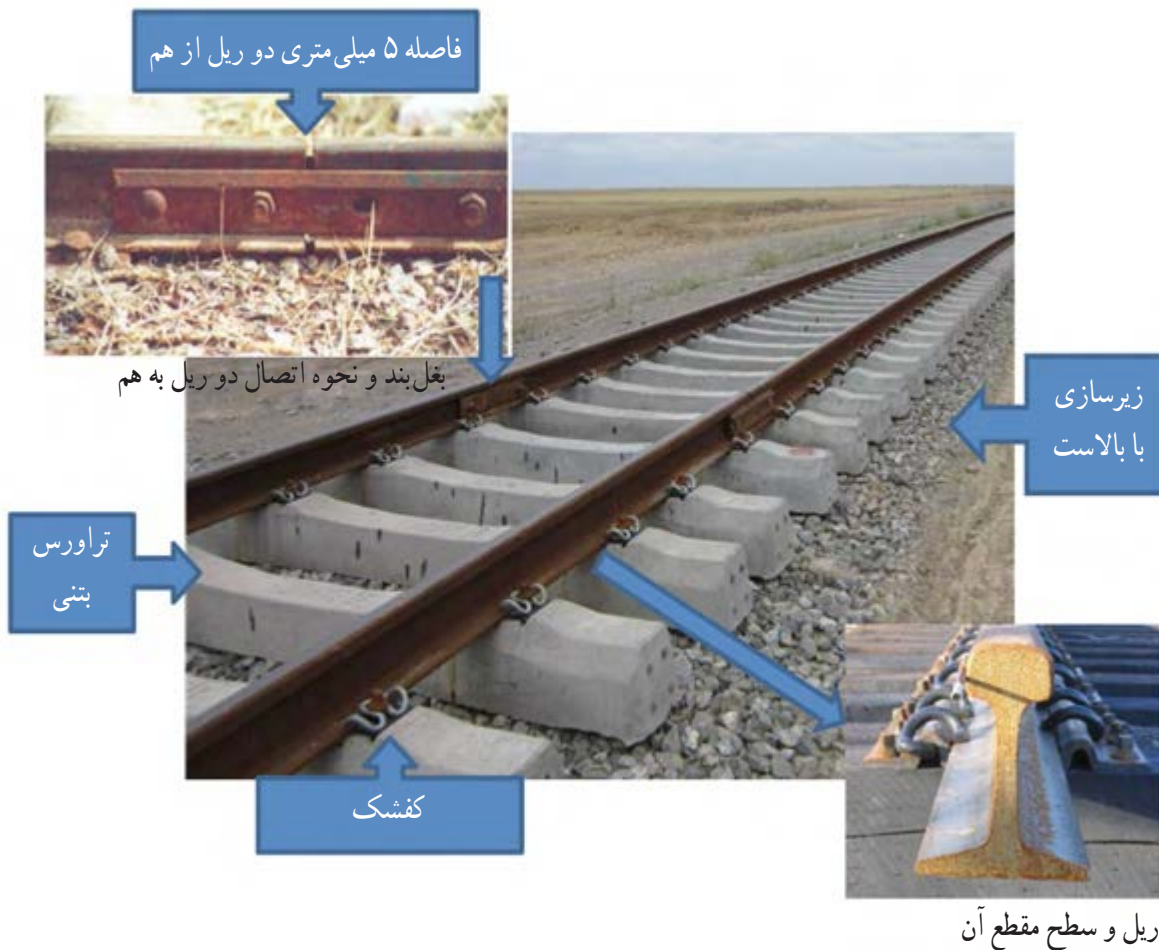 فاصله ۵ میلی‌متری دو ریل از هم
بغل‌بند و نحوه اتصال دو ریل به هم
زیرسازی
با بالاست
تراورس
بتنی
کفشک
ریل و سطح مقطع آن